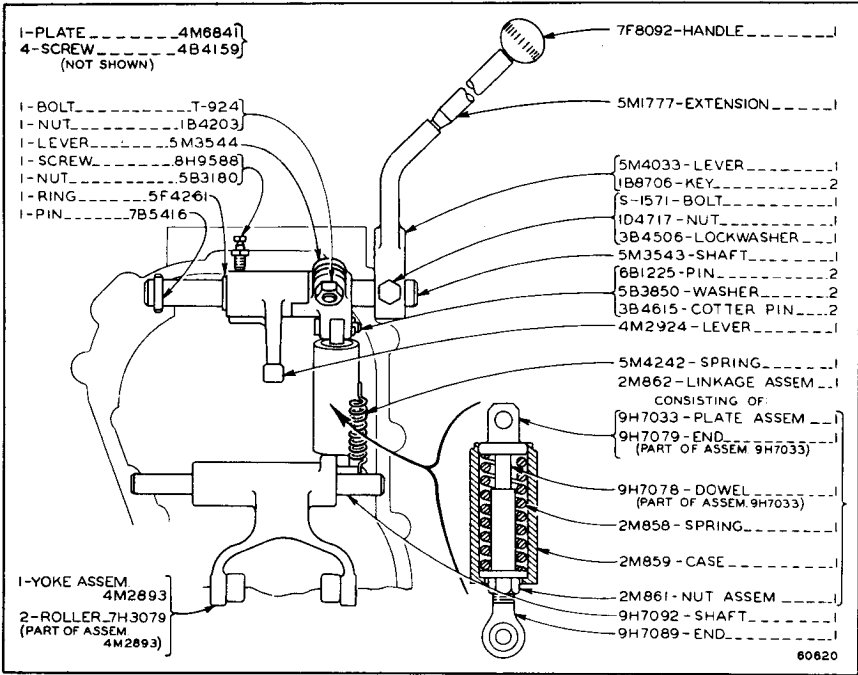 1-PLATE 4M6841
4-SCREW 4B4159
(NOT SHOWN)
1-BOLT T-924
1-NUT 1B4203
1-LEVER 5M3544
1-SCREW 8H9588
1-NUT 5B3180
1-RING 5F4261
1-PIN 7B5416
1-YOKE ASSEM.
4M2893
2-ROLLER 7H3079
(PART OF ASSEM
4M2893)
7F8092-HANDLE 1
5M1777-EXTENSION 1
5M4033-LEVER 1
1B8706-KEY 2
S-1571-BOLT 1
1D4717-NUT 1
3B4506-LOCKWASHER 1
5M3543-SHAFT 1
6B1225-PIN 2
5B3850-WASHER 2
3B4615-COTTER PIN 2
4M2924-LEVER 1
5M4242-SPRING 1
2M862-LINKAGE ASSEM 1
CONSISTING OF:
9H7033-PLATE ASSEM 1
9H7079-END 1
(PART OF ASSEM. 9H7033)
9H7078-DOWEL 1
(PART OF ASSEM. 9H7033)
2M858-SPRING 1
2M859-CASE 1
2M861-NUT ASSEM 1
9H7092-SHAFT 1
9H7089-END 1
60620